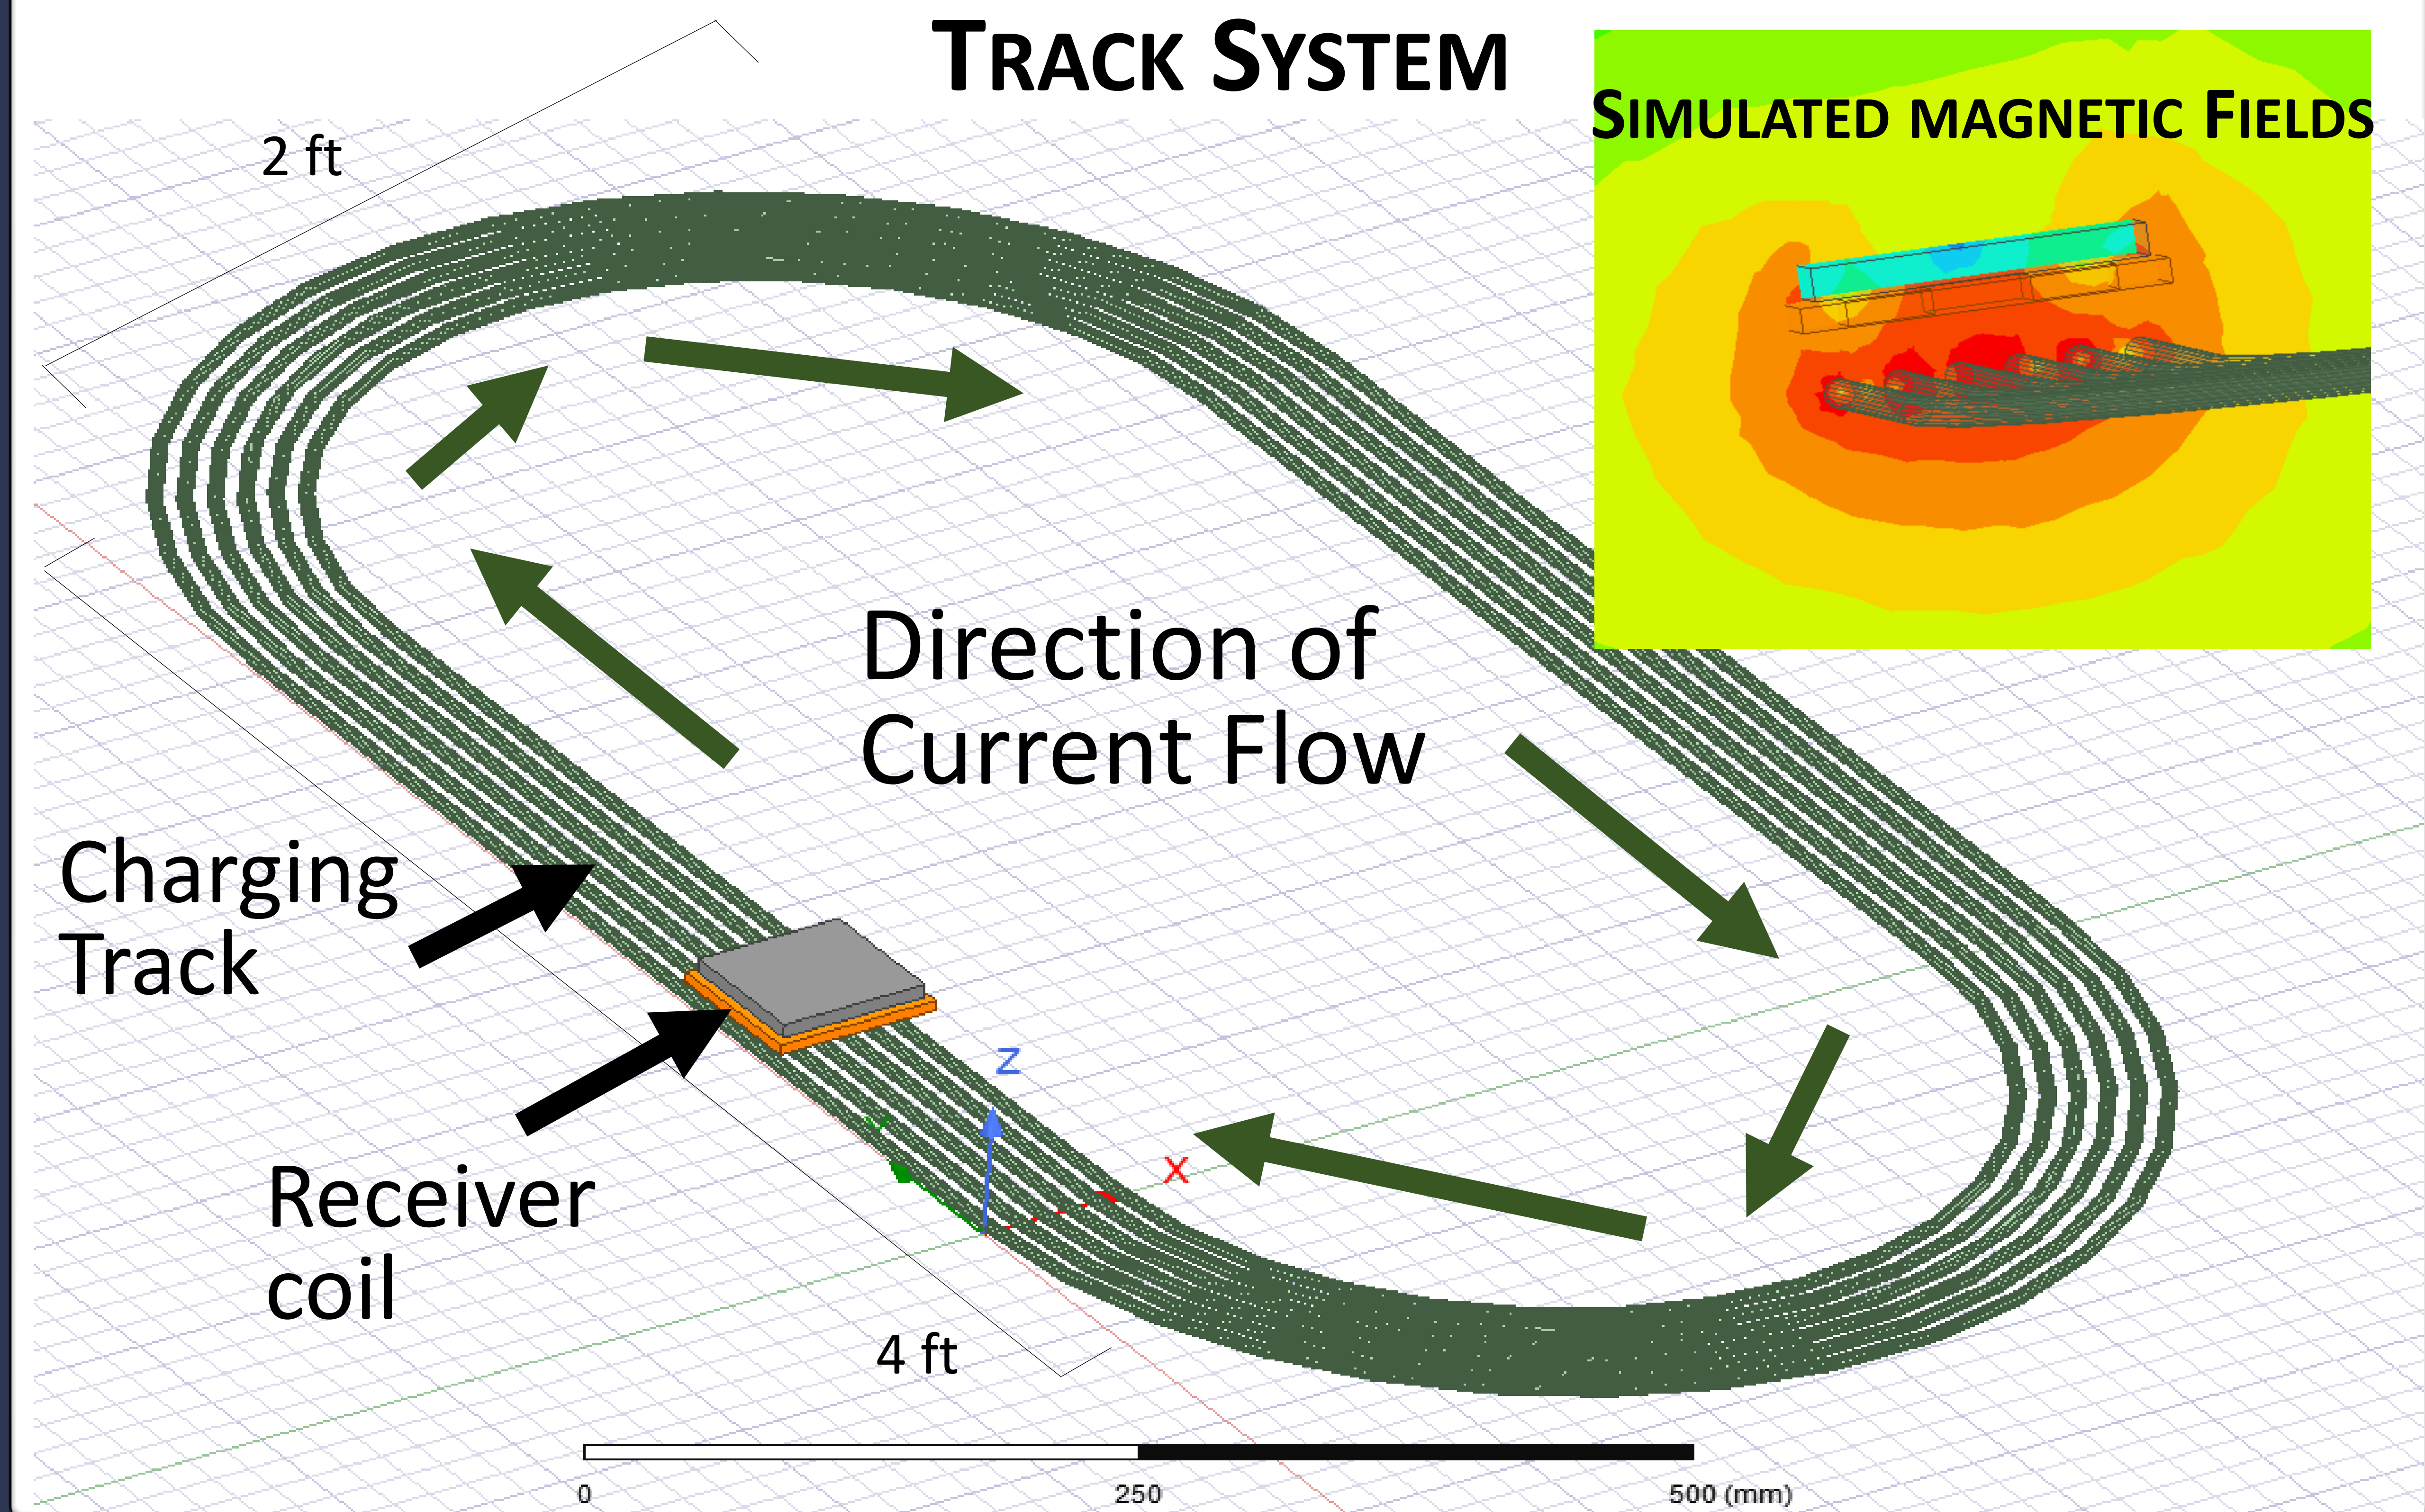 TRACK SYSTEM
SIMULATED MAGNETIC FIELDS
2 ft
Direction of
Current Flow
Charging
Track
Receiver
coil
Z
Y
X
4 ft
0 250 500 (mm)